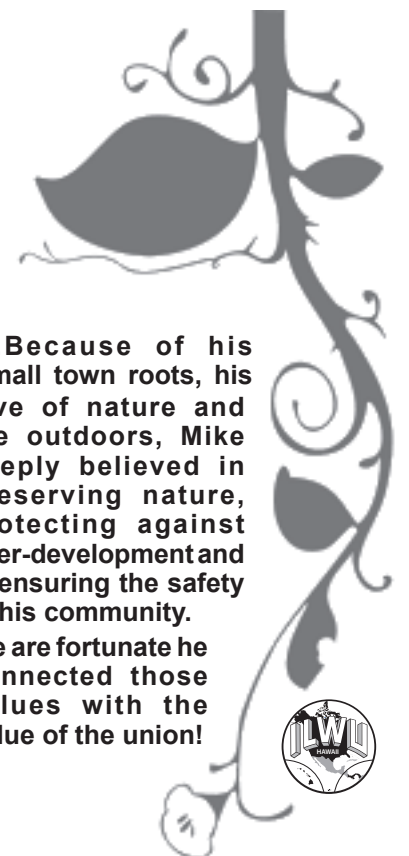 Because of his
mall town roots, his
ve of nature and
e outdoors, Mike
eeply believed in
eserving nature,
otecting against
er-development and
ensuring the safety
his community.
e are fortunate he
nnected those
lues with the
lue of the union!
ILWU
HAWAII